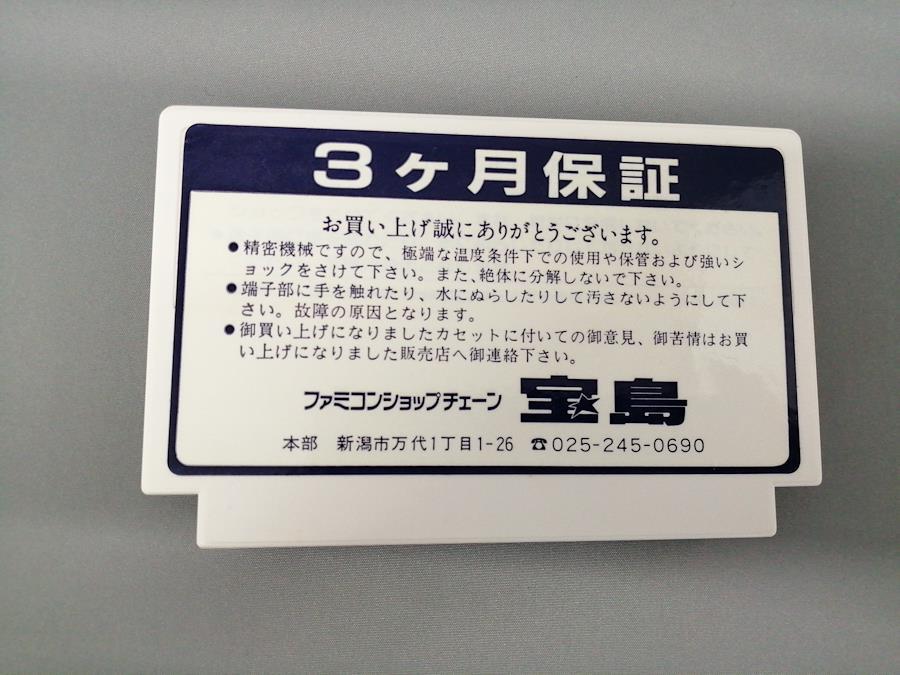 3ヶ月保証
お買い上げ誠にありがとうございます。
●精密機械ですので、極端な温度条件下での使用や保管および強いシ
ョックをさけて下さい。また、絶体に分解しないで下さい。
●端子部に手を触れたり、水にぬらしたりして汚さないようにして下
さい。故障の原因となります。
●御買い上げになりましたカセットに付いての御意見、御苦情はお買
い上げになりました販売店へ御連絡下さい。
ファミコンショップチェーン 宝島
本部 新潟市万代1丁目1-26 ☎025-245-0690